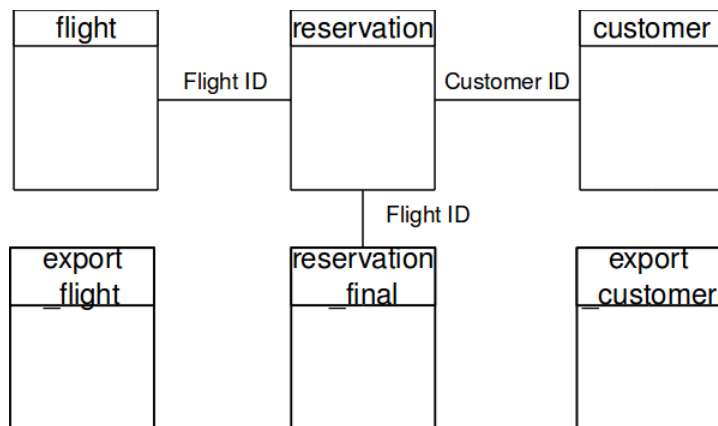 flight
reservation
customer
Flight ID
Customer ID
Flight ID
export
_flight
reservation
_final
export
_customer